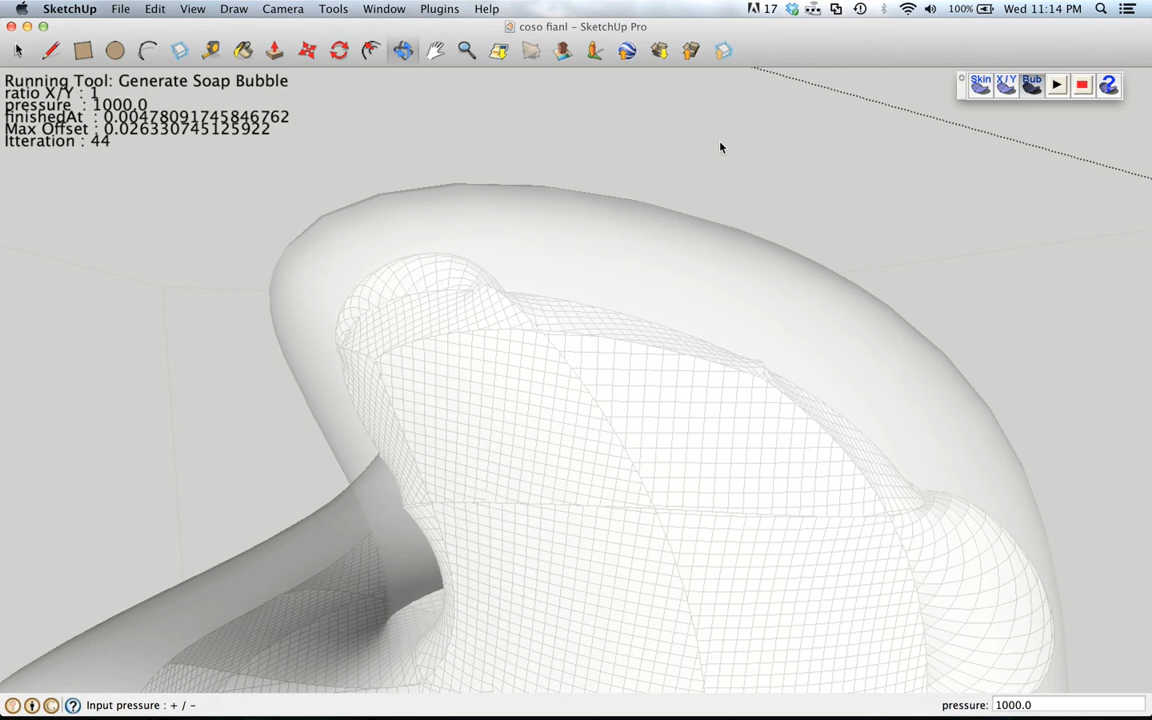 SketchUp File Edit View Draw Camera Tools Window Plugins Help 17 100% Wed 11:14 PM
coso fianl – SketchUp Pro
Running Tool: Generate Soap Bubble
ratio X/Y : 1
pressure : 1000.0
finishedAt : 0.00478091745846762
Max Offset : 0.026330745125922
Itteration : 44
Skin X/Y Bub
Input pressure : + / – pressure: 1000.0